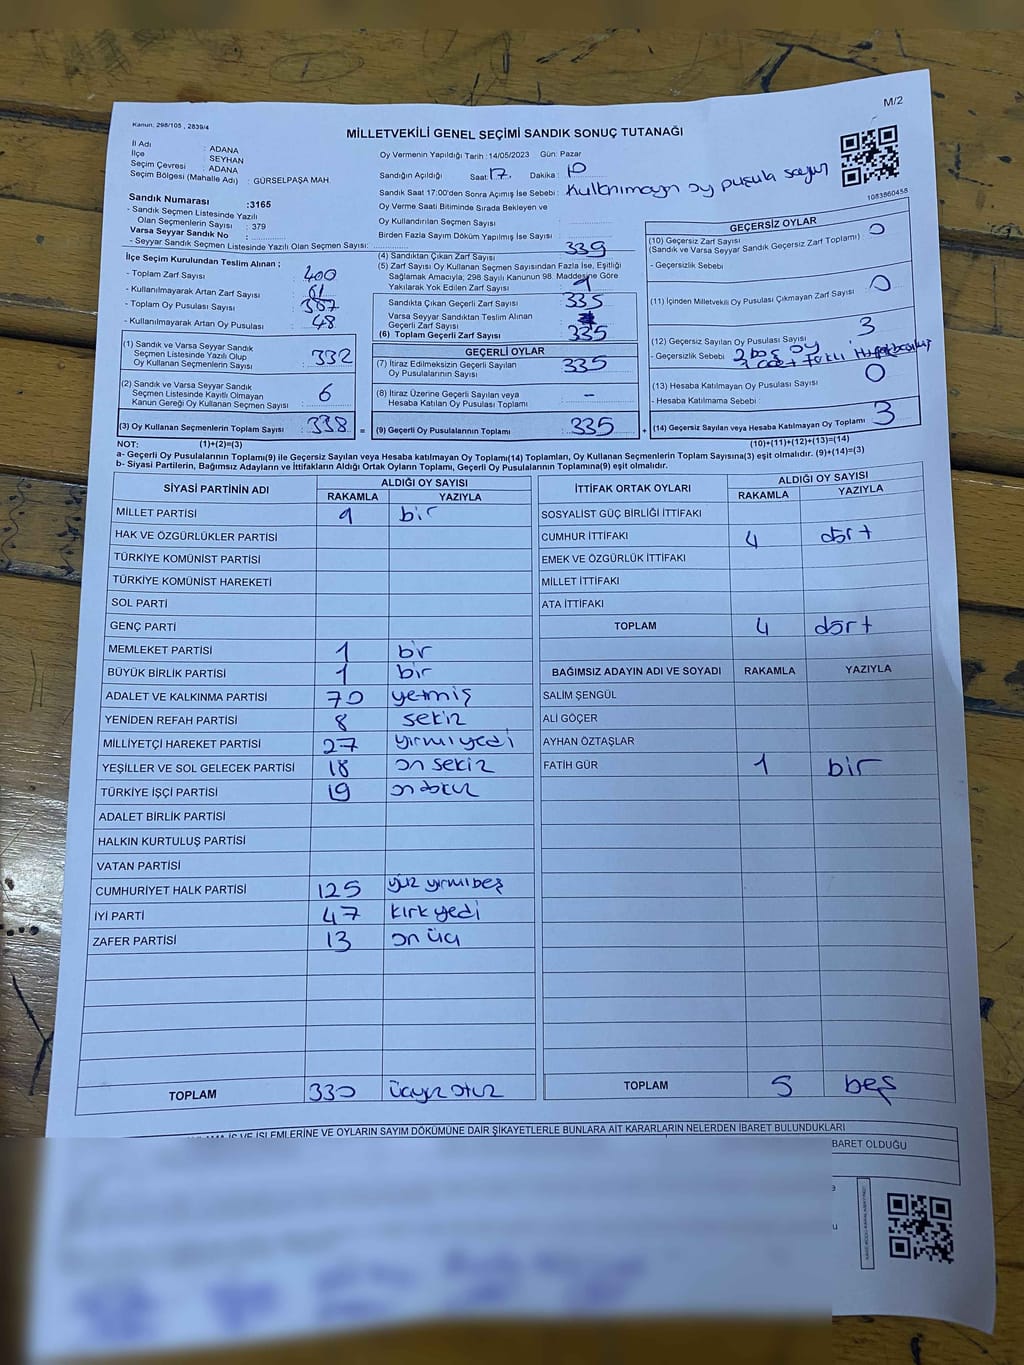 M/2
Kanun: 298/105 , 2839/4
MİLLETVEKİLİ GENEL SEÇİMİ SANDIK SONUÇ TUTANAĞI
İl Adı : ADANA
İlçe : SEYHAN
Seçim Çevresi : ADANA
Seçim Bölgesi (Mahalle Adı) : GÜRSELPAŞA MAH.
Sandık Numarası :3165
- Sandık Seçmen Listesinde Yazılı
Olan Seçmenlerin Sayısı : 379
Varsa Seyyar Sandık No :
- Seyyar Sandık Seçmen Listesinde Yazılı Olan Seçmen Sayısı:
Oy Vermenin Yapıldığı Tarih :14/05/2023 Gün: Pazar
Sandığın Açıldığı Saat:17. Dakika : 10
Sandık Saat 17:00'den Sonra Açılmış İse Sebebi : Kullanılmayan oy pusula sayım
Oy Verme Saati Bitiminde Sırada Bekleyen ve
Oy Kullandırılan Seçmen Sayısı :
Birden Fazla Sayım Döküm Yapılmış İse Sayısı :
1083860458
İlçe Seçim Kurulundan Teslim Alınan ;
- Toplam Zarf Sayısı : 400
- Kullanılmayarak Artan Zarf Sayısı : 61
- Toplam Oy Pusulası Sayısı : 387
- Kullanılmayarak Artan Oy Pusulası : 48
(1) Sandık ve Varsa Seyyar Sandık
Seçmen Listesinde Yazılı Olup
Oy Kullanan Seçmenlerin Sayısı : 332
(2) Sandık ve Varsa Seyyar Sandık
Seçmen Listesinde Kayıtlı Olmayan
Kanun Gereği Oy Kullanan Seçmen Sayısı : 6
(3) Oy Kullanan Seçmenlerin Toplam Sayısı : 338 =
(4) Sandıktan Çıkan Zarf Sayısı : 339
(5) Zarf Sayısı Oy Kullanan Seçmen Sayısından Fazla İse, Eşitliği
Sağlamak Amacıyla; 298 Sayılı Kanunun 98. Maddesine Göre
Yakılarak Yok Edilen Zarf Sayısı : 1
Sandıkta Çıkan Geçerli Zarf Sayısı : 335
Varsa Seyyar Sandıktan Teslim Alınan
Geçerli Zarf Sayısı :
(6) Toplam Geçerli Zarf Sayısı : 335
GEÇERLİ OYLAR
(7) İtiraz Edilmeksizin Geçerli Sayılan
Oy Pusulalarının Sayısı : 335
(8) İtiraz Üzerine Geçerli Sayılan veya
Hesaba Katılan Oy Pusulası Toplamı : -
(9) Geçerli Oy Pusulalarının Toplamı : 335 +
GEÇERSİZ OYLAR
(10) Geçersiz Zarf Sayısı
(Sandık ve Varsa Seyyar Sandık Geçersiz Zarf Toplamı) : 0
- Geçersizlik Sebebi
(11) İçinden Milletvekili Oy Pusulası Çıkmayan Zarf Sayısı : 0
(12) Geçersiz Sayılan Oy Pusulası Sayısı : 3
- Geçersizlik Sebebi : 2 boş oy
1 adet farklı
(13) Hesaba Katılmayan Oy Pusulası Sayısı : 0
- Hesaba Katılmama Sebebi :
(14) Geçersiz Sayılan veya Hesaba Katılmayan Oy Toplamı : 3
NOT: (1)+(2)=(3)
(10)+(11)+(12)+(13)=(14)
a- Geçerli Oy Pusulalarının Toplamı(9) ile Geçersiz Sayılan veya Hesaba katılmayan Oy Toplamı(14) Toplamları, Oy Kullanan Seçmenlerin Toplam Sayısına(3) eşit olmalıdır. (9)+(14)=(3)
b- Siyasi Partilerin, Bağımsız Adayların ve İttifakların Aldığı Ortak Oyların Toplamı, Geçerli Oy Pusulalarının Toplamına(9) eşit olmalıdır.
SİYASİ PARTİNİN ADI ALDIĞI OY SAYISI
RAKAMLA YAZIYLA
MİLLET PARTİSİ 1 bir
HAK VE ÖZGÜRLÜKLER PARTİSİ
TÜRKİYE KOMÜNİST PARTİSİ
TÜRKİYE KOMÜNİST HAREKETİ
SOL PARTİ
GENÇ PARTİ
MEMLEKET PARTİSİ 1 bir
BÜYÜK BİRLİK PARTİSİ 1 bir
ADALET VE KALKINMA PARTİSİ 70 yetmiş
YENİDEN REFAH PARTİSİ 8 sekiz
MİLLİYETÇİ HAREKET PARTİSİ 27 yirmi yedi
YEŞİLLER VE SOL GELECEK PARTİSİ 18 on sekiz
TÜRKİYE İŞÇİ PARTİSİ 19 on dokuz
ADALET BİRLİK PARTİSİ
HALKIN KURTULUŞ PARTİSİ
VATAN PARTİSİ
CUMHURİYET HALK PARTİSİ 125 yüz yirmibeş
İYİ PARTİ 47 kırk yedi
ZAFER PARTİSİ 13 on üç
TOPLAM 330 üçyüz otuz
İTTİFAK ORTAK OYLARI ALDIĞI OY SAYISI
RAKAMLA YAZIYLA
SOSYALİST GÜÇ BİRLİĞİ İTTİFAKI
CUMHUR İTTİFAKI 4 dört
EMEK VE ÖZGÜRLÜK İTTİFAKI
MİLLET İTTİFAKI
ATA İTTİFAKI
TOPLAM 4 dört
BAĞIMSIZ ADAYIN ADI VE SOYADI RAKAMLA YAZIYLA
SALİM ŞENGÜL
ALİ GÖÇER
AYHAN ÖZTAŞLAR
FATİH GÜR 1 bir
TOPLAM 5 beş
İŞ VE İŞLEMLERİNE VE OYLARIN SAYIM DÖKÜMÜNE DAİR ŞİKAYETLERLE BUNLARA AİT KARARLARIN NELERDEN İBARET BULUNDUKLARI
BARET OLDUĞU